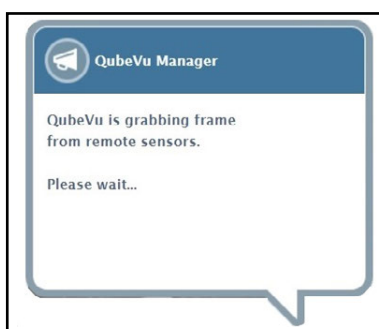 QubeVu Manager
QubeVu is grabbing frame
from remote sensors.
Please wait...